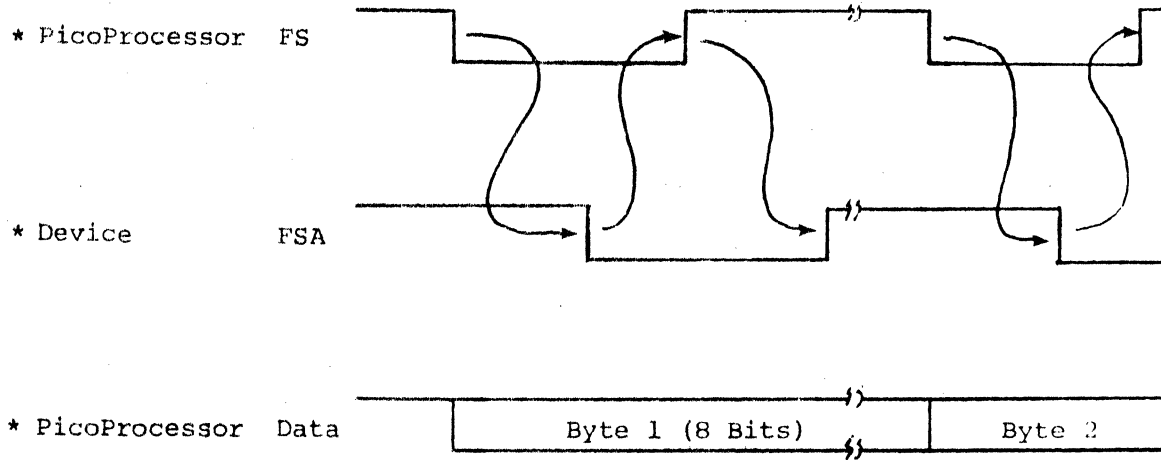 * PicoProcessor FS
* Device FSA
* PicoProcessor Data
Byte 1 (8 Bits)
Byte 2